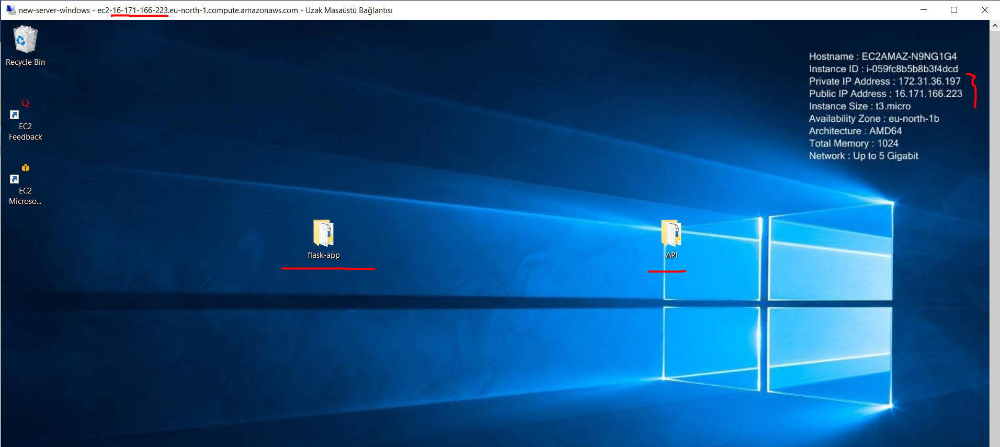 new-server-windows - ec2-16-171-166-223.eu-north-1.compute.amazonaws.com - Uzak Masaüstü Bağlantısı
Recycle Bin
EC2
Feedback
EC2
Microso...
flask-app
API
Hostname : EC2AMAZ-N9NG1G4
Instance ID : i-059fc8b5b8b3f4dcd
Private IP Address : 172.31.36.197
Public IP Address : 16.171.166.223
Instance Size : t3.micro
Availability Zone : eu-north-1b
Architecture : AMD64
Total Memory : 1024
Network : Up to 5 Gigabit